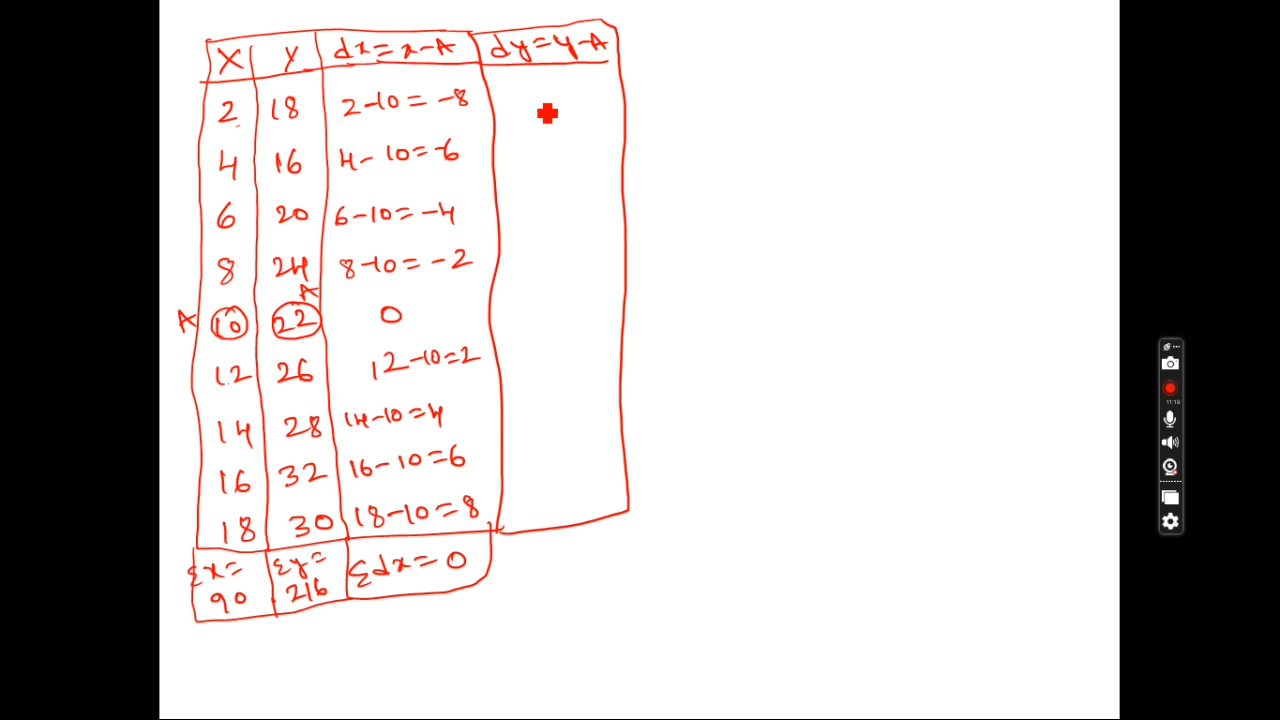 X Y dx=x-A dy=y-A
2 18 2-10=-8
4 16 4-10=-6
6 20 6-10=-4
8 24 8-10=-2
A
A 10 22 0
12 26 12-10=2
14 28 14-10=4
16 32 16-10=6
18 30 18-10=8
Σx= Σy= Σdx=0
90 216
11:19